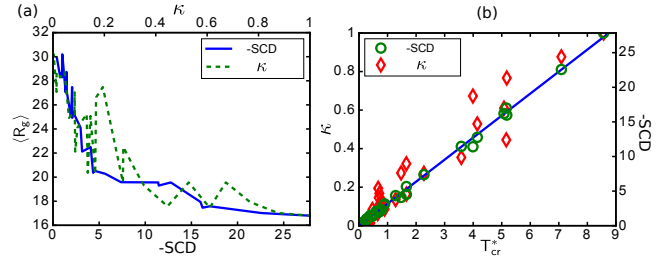 (a)
κ
0 0.2 0.4 0.6 0.8 1
32
30
28
26
24
22
20
18
16
⟨R_g⟩
-SCD
κ
0 5 10 15 20 25
-SCD
(b)
1
0.8
0.6
0.4
0.2
0
κ
-SCD
κ
25
20
15
10
5
0
-SCD
0 1 2 3 4 5 6 7 8 9
T*cr